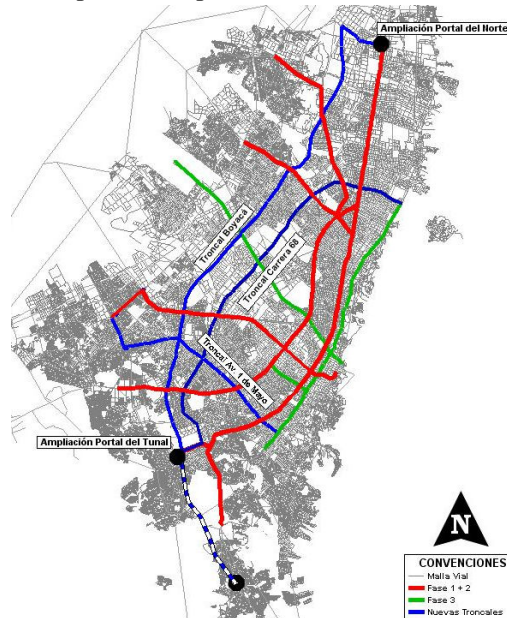 Ampliación Portal del Norte
Troncal Boyacá
Troncal Carrera 68
Troncal Av. 1 de Mayo
Ampliación Portal del Tunal
N
CONVENCIONES
Malla Vial
Fase 1 + 2
Fase 3
Nuevas Troncales